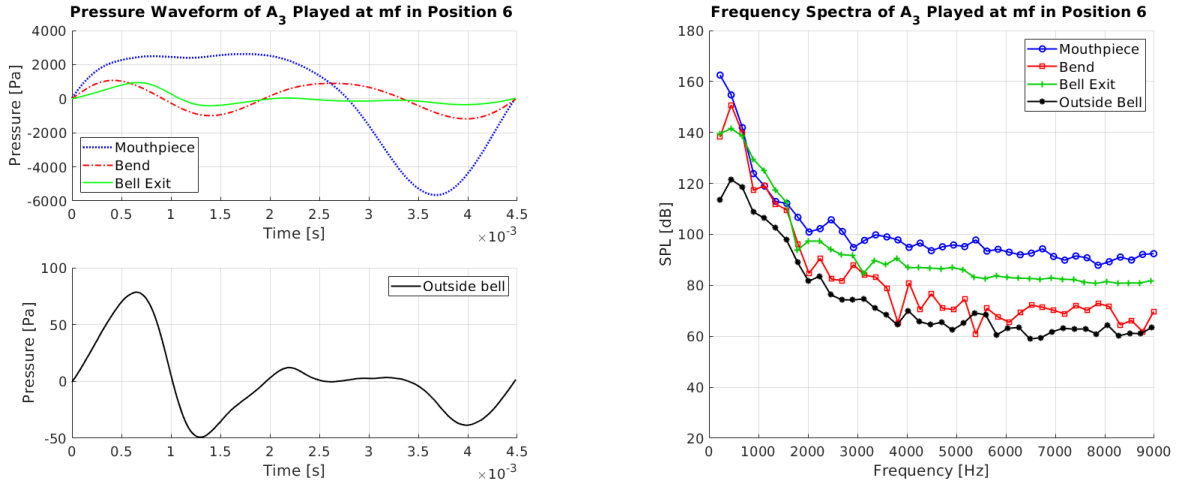 Pressure Waveform of A3 Played at mf in Position 6
Pressure [Pa]
4000
2000
0
-2000
-4000
-6000
Mouthpiece
Bend
Bell Exit
0 0.5 1 1.5 2 2.5 3 3.5 4 4.5
Time [s]
×10-3
Pressure [Pa]
100
50
0
-50
Outside bell
0 0.5 1 1.5 2 2.5 3 3.5 4 4.5
Time [s]
×10-3
Frequency Spectra of A3 Played at mf in Position 6
SPL [dB]
180
160
140
120
100
80
60
40
20
Mouthpiece
Bend
Bell Exit
Outside Bell
0 1000 2000 3000 4000 5000 6000 7000 8000 9000
Frequency [Hz]